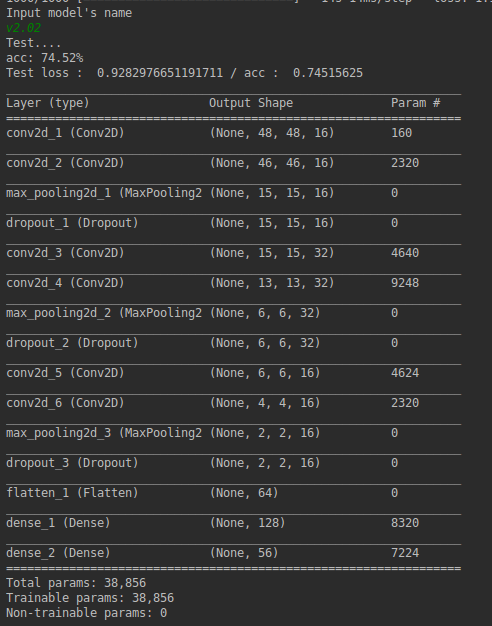 Input model's name
v2.02
Test....
acc: 74.52%
Test loss :  0.9282976651191711 / acc :  0.74515625
Layer (type)                 Output Shape              Param #
=================================================================
conv2d_1 (Conv2D)            (None, 48, 48, 16)        160
conv2d_2 (Conv2D)            (None, 46, 46, 16)        2320
max_pooling2d_1 (MaxPooling2 (None, 15, 15, 16)        0
dropout_1 (Dropout)          (None, 15, 15, 16)        0
conv2d_3 (Conv2D)            (None, 15, 15, 32)        4640
conv2d_4 (Conv2D)            (None, 13, 13, 32)        9248
max_pooling2d_2 (MaxPooling2 (None, 6, 6, 32)          0
dropout_2 (Dropout)          (None, 6, 6, 32)          0
conv2d_5 (Conv2D)            (None, 6, 6, 16)          4624
conv2d_6 (Conv2D)            (None, 4, 4, 16)          2320
max_pooling2d_3 (MaxPooling2 (None, 2, 2, 16)          0
dropout_3 (Dropout)          (None, 2, 2, 16)          0
flatten_1 (Flatten)          (None, 64)                0
dense_1 (Dense)              (None, 128)               8320
dense_2 (Dense)              (None, 56)                7224
=================================================================
Total params: 38,856
Trainable params: 38,856
Non-trainable params: 0